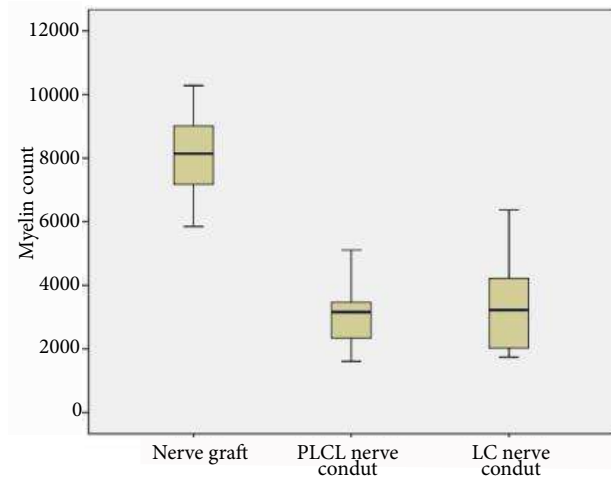 12000
10000
8000
6000
4000
2000
0
Myelin count
Nerve graft
PLCL nerve
condut
LC nerve
condut